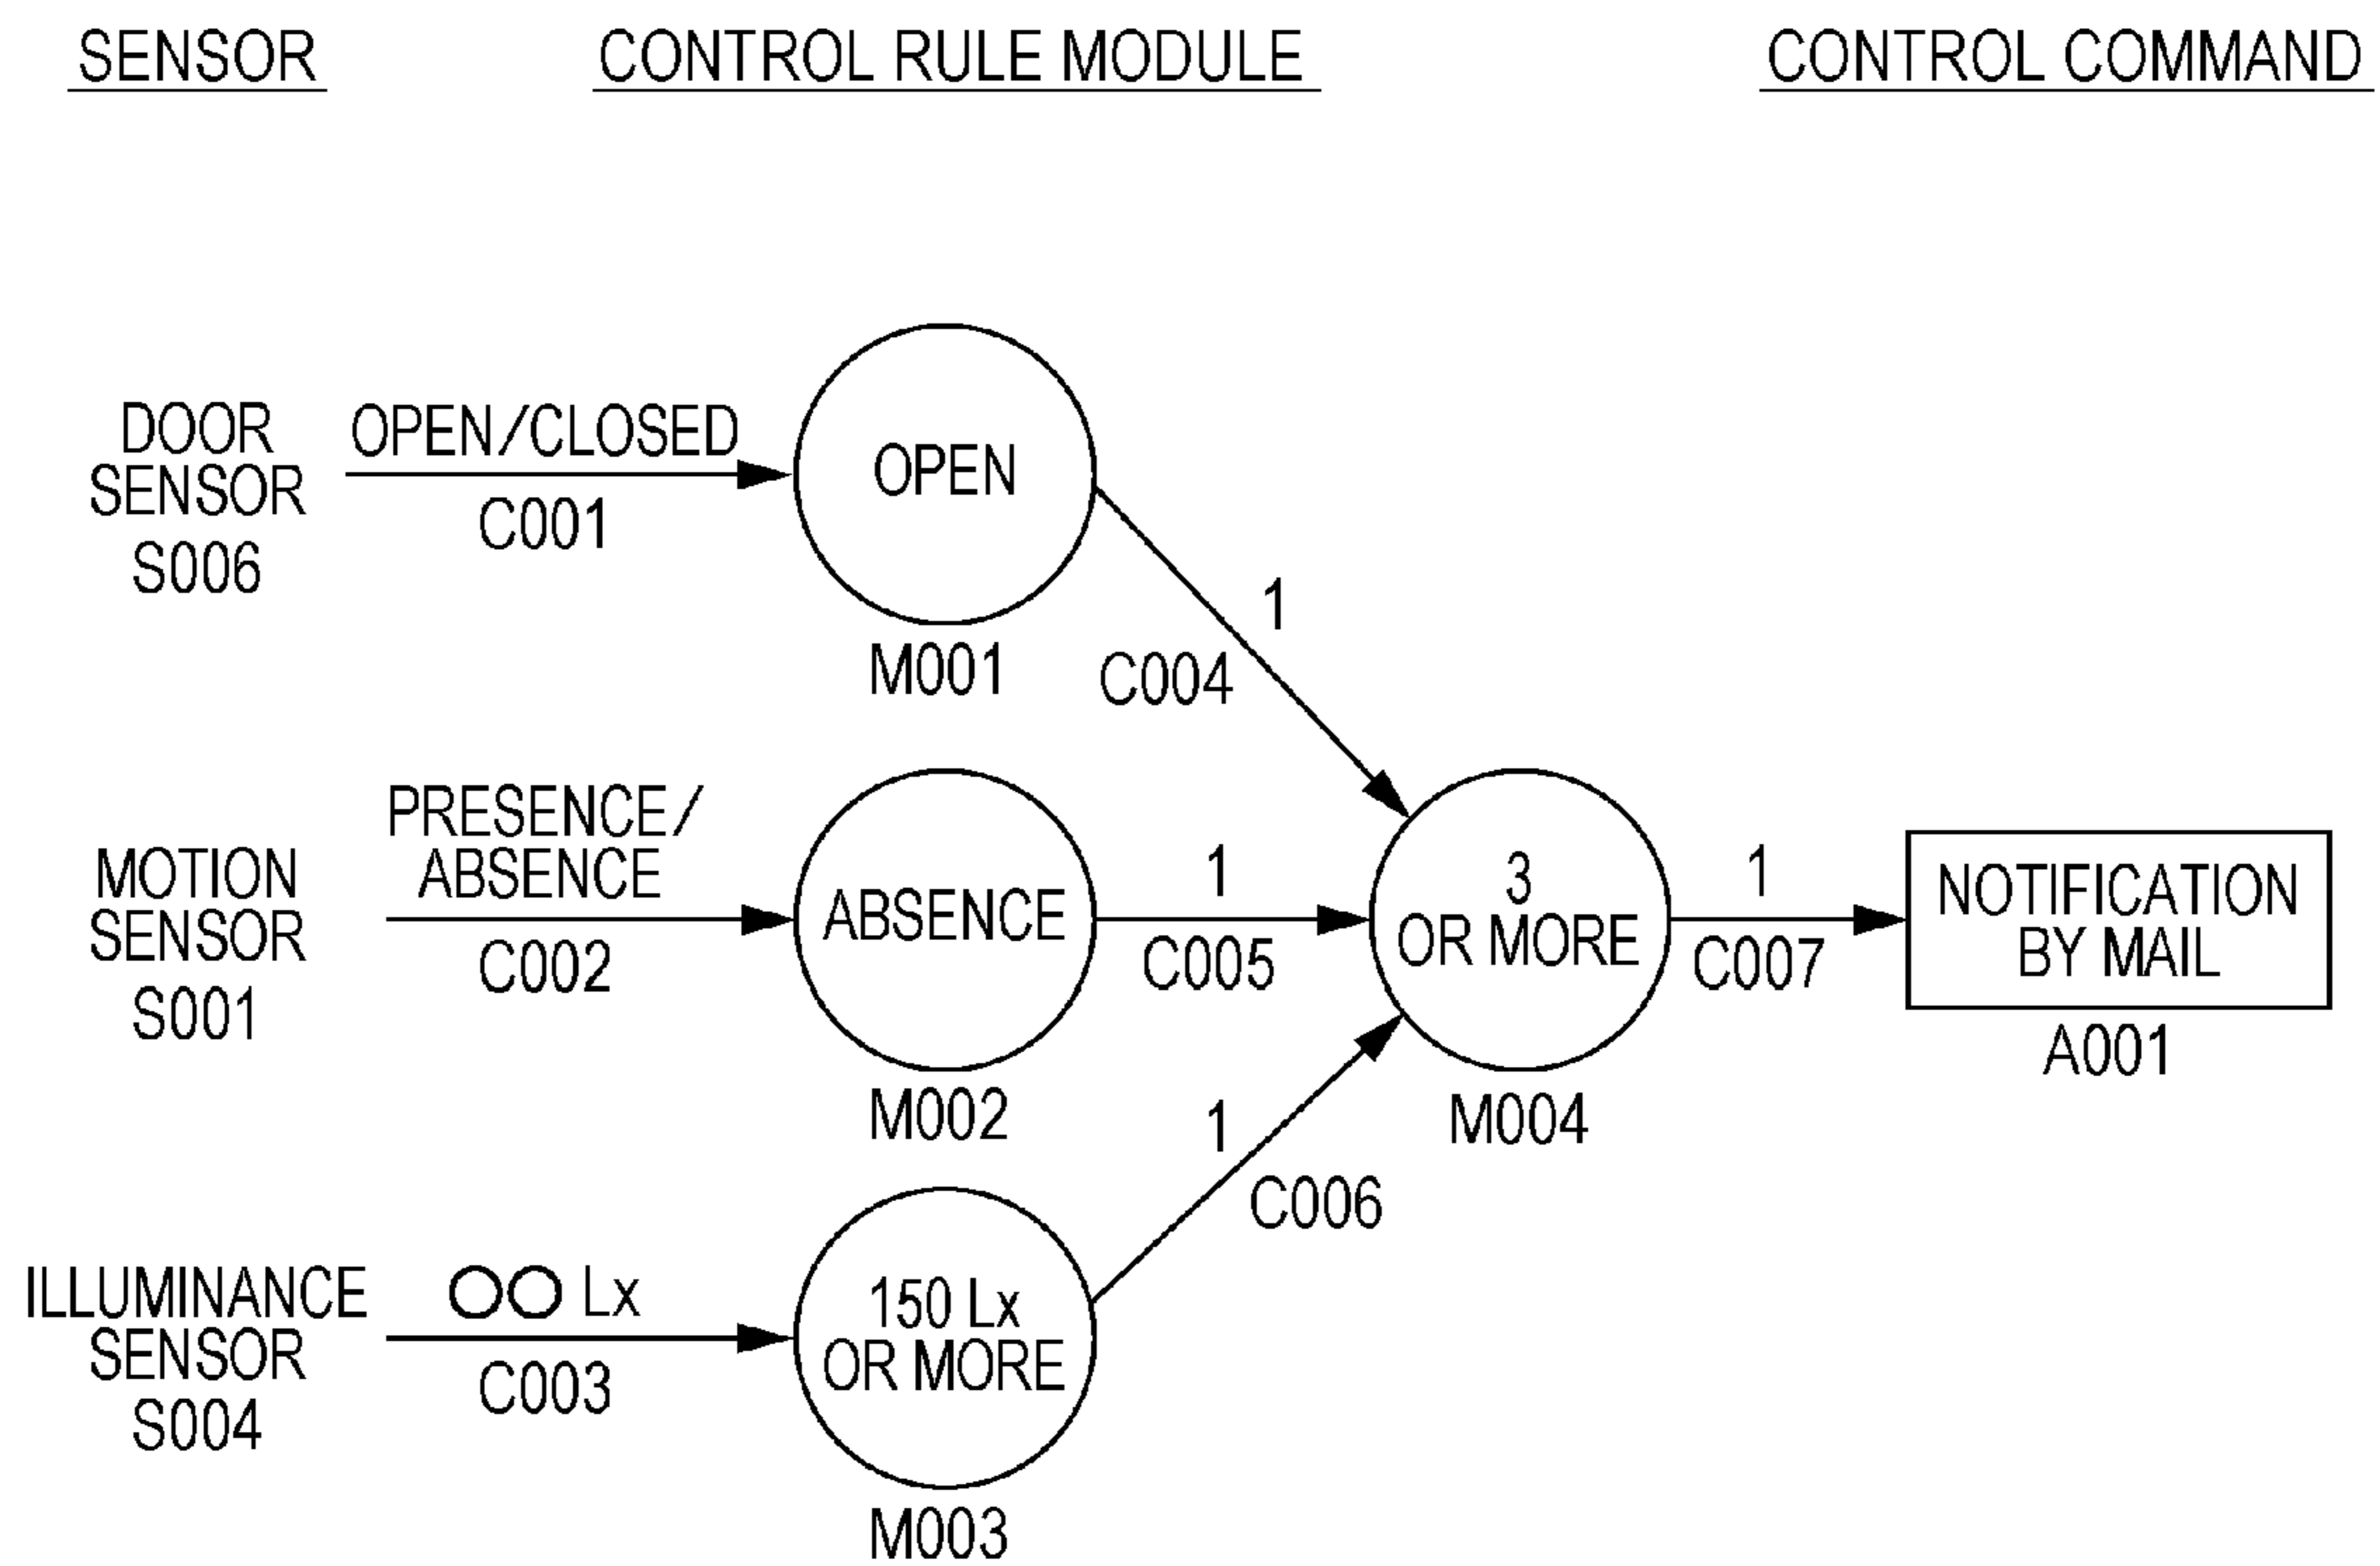 SENSOR
CONTROL RULE MODULE
CONTROL COMMAND
DOOR
SENSOR
S006
OPEN/CLOSED
C001
OPEN
M001
1
C004
MOTION
SENSOR
S001
PRESENCE/
ABSENCE
C002
ABSENCE
M002
1
C005
3
OR MORE
M004
1
C007
NOTIFICATION
BY MAIL
A001
ILLUMINANCE
SENSOR
S004
○○ Lx
C003
150 Lx
OR MORE
M003
1
C006